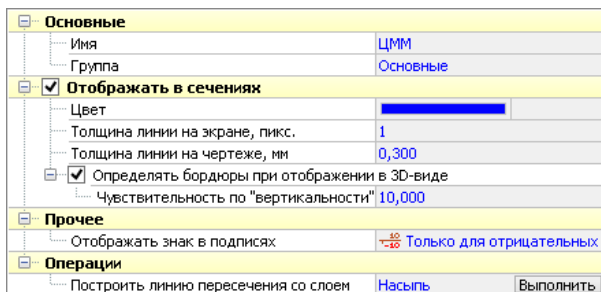 Основные
Имя ЦММ
Группа Основные
Отображать в сечениях
Цвет
Толщина линии на экране, пикс. 1
Толщина линии на чертеже, мм 0,300
Определять бордюры при отображении в 3D-виде
Чувствительность по "вертикальности" 10,000
Прочее
Отображать знак в подписях Только для отрицательных
Операции
Построить линию пересечения со слоем Насыпь Выполнить